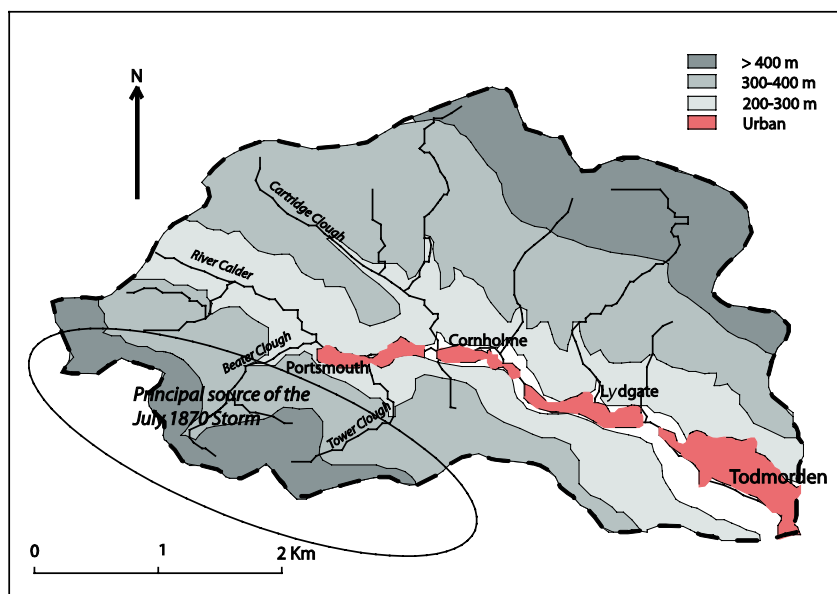 N
> 400 m
300-400 m
200-300 m
Urban
Cartridge Clough
River Calder
Beater Clough
Portsmouth
Cornholme
Principal source of the
July 1870 Storm
Tower Clough
Lydgate
Todmorden
0
1
2 Km